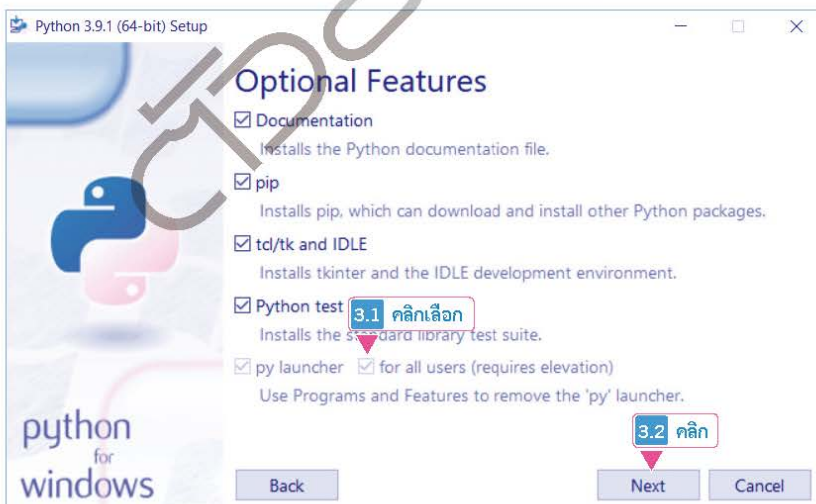 Python 3.9.1 (64-bit) Setup
Optional Features
Documentation
Installs the Python documentation file.
pip
Installs pip, which can download and install other Python packages.
tcl/tk and IDLE
Installs tkinter and the IDLE development environment.
Python test
3.1 คลิกเลือก
Installs the standard library test suite.
py launcher for all users (requires elevation)
Use Programs and Features to remove the 'py' launcher.
3.2 คลิก
python
for
windows
Back Next Cancel